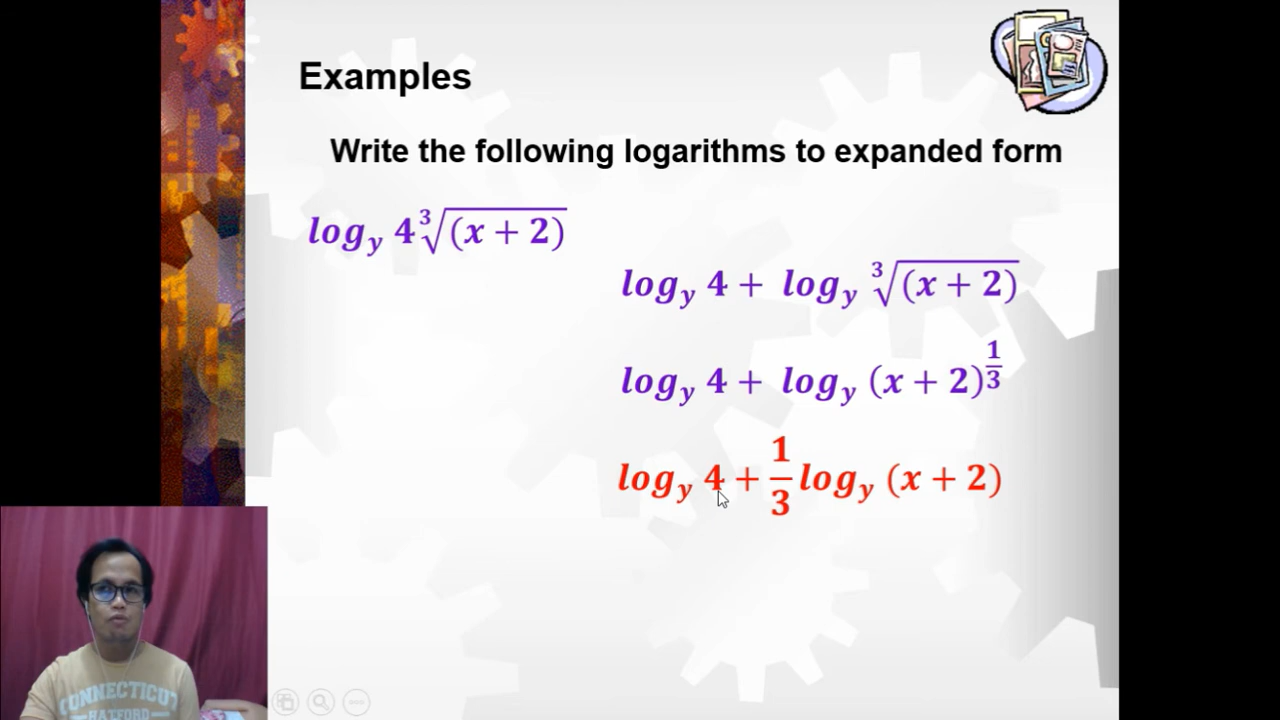 Examples
Write the following logarithms to expanded form
log_y 4∛(x + 2)
log_y 4 + log_y ∛(x + 2)
log_y 4 + log_y (x + 2)^(1/3)
log_y 4 + 1/3 log_y (x + 2)
CONNECTICUT
HARTFORD